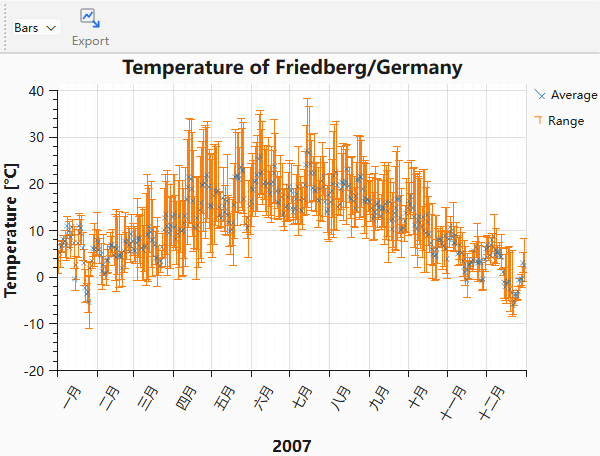 Bars
Export
Temperature of Friedberg/Germany
Average
Range
Temperature [°C]
40
30
20
10
0
-10
-20
一月
二月
三月
四月
五月
六月
七月
八月
九月
十月
十一月
十二月
2007